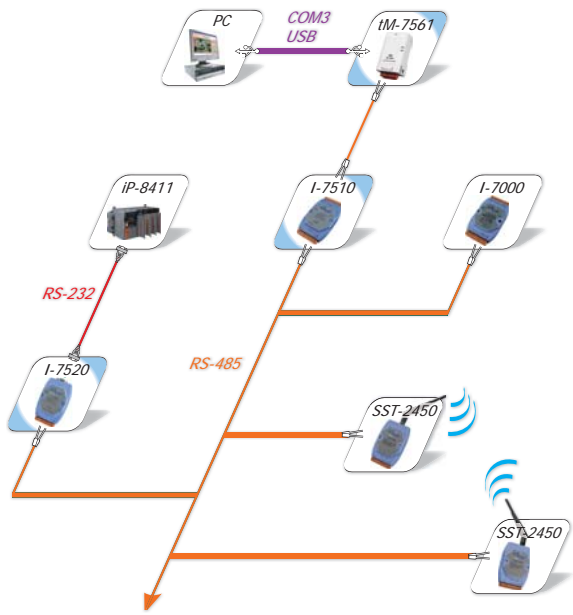 PC
COM3
USB
tM-7561
iP-8411
I-7510
I-7000
RS-232
I-7520
RS-485
SST-2450
SST-2450